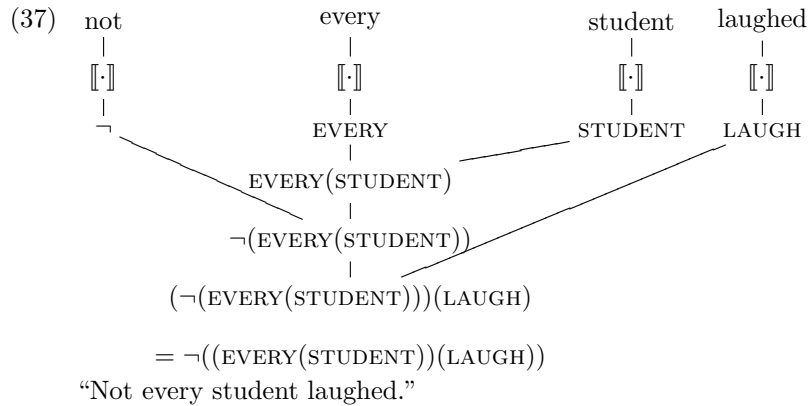 (37) not every student laughed
⟦·⟧ ⟦·⟧ ⟦·⟧ ⟦·⟧
¬ EVERY STUDENT LAUGH
EVERY(STUDENT)
¬(EVERY(STUDENT))
(¬(EVERY(STUDENT)))(LAUGH)
= ¬((EVERY(STUDENT))(LAUGH))
“Not every student laughed.”